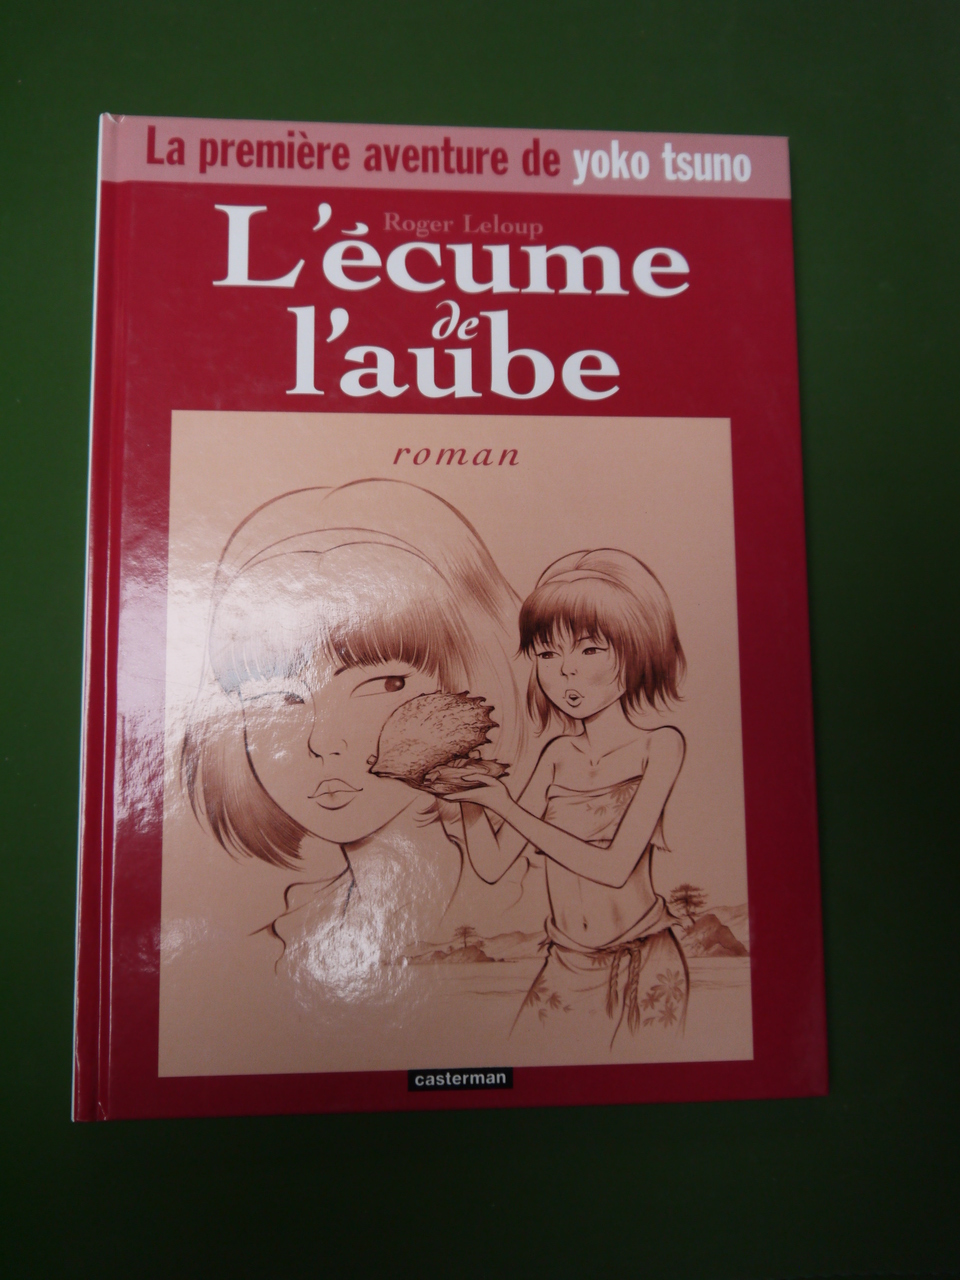 La première aventure de yoko tsuno
Roger Leloup
L'écume
de
l'aube
roman
casterman